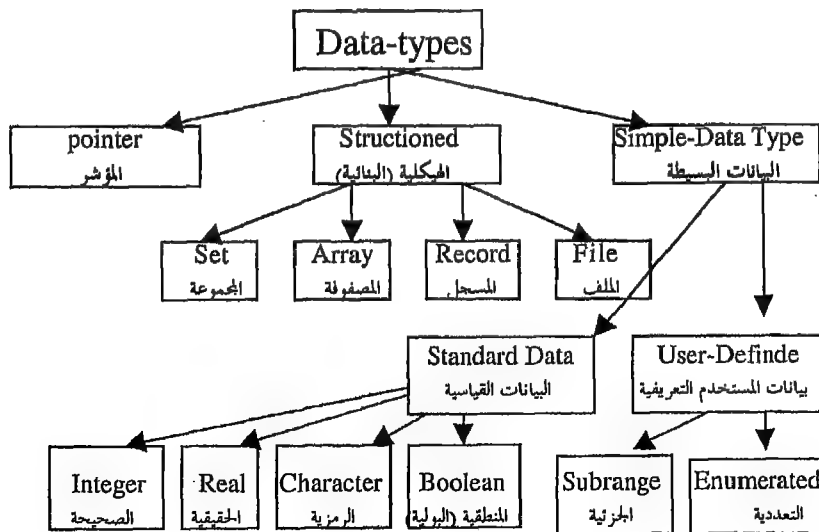 Data-types
pointer
المؤشر
Structioned
الهيكلية (البنائية)
Simple-Data Type
البيانات البسيطة
Set
المجموعة
Array
المصفوفة
Record
المسجل
File
الملف
Standard Data
البيانات القياسية
User-Definde
بيانات المستخدم التعريفية
Integer
الصحيحة
Real
الحقيقية
Character
الرمزية
Boolean
المنطقية (البولية)
Subrange
الجزئية
Enumerated
التعددية